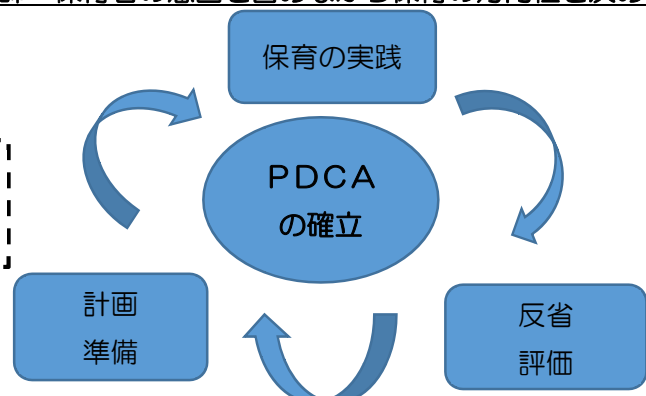 保育の実践
PDCA
の確立
計画
準備
反省
評価